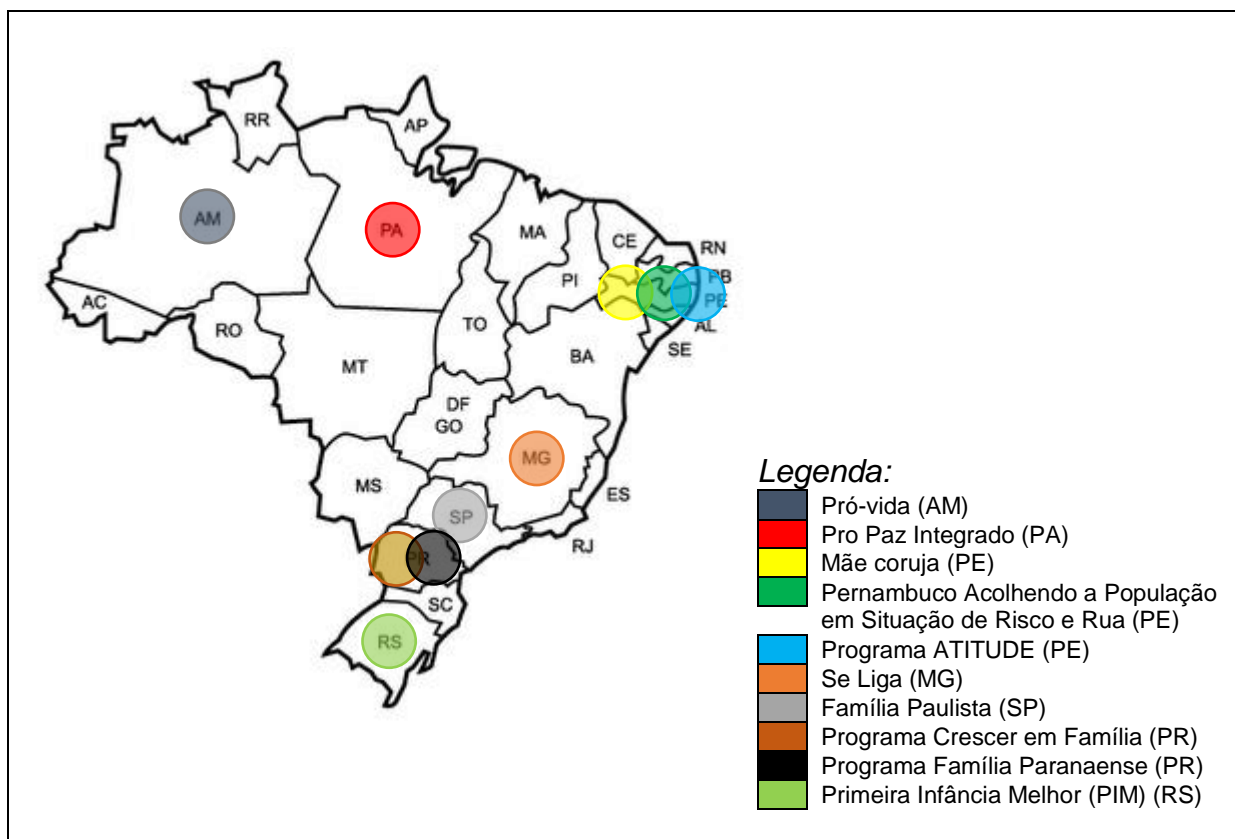 RR
AP
AM
PA
MA
CE
RN
PB
PI
PE
AC
AL
TO
RO
SE
BA
MT
DF
GO
MG
MS
ES
SP
RJ
PR
SC
RS
Legenda:
Pró-vida (AM)
Pro Paz Integrado (PA)
Mãe coruja (PE)
Pernambuco Acolhendo a População
em Situação de Risco e Rua (PE)
Programa ATITUDE (PE)
Se Liga (MG)
Família Paulista (SP)
Programa Crescer em Família (PR)
Programa Família Paranaense (PR)
Primeira Infância Melhor (PIM) (RS)